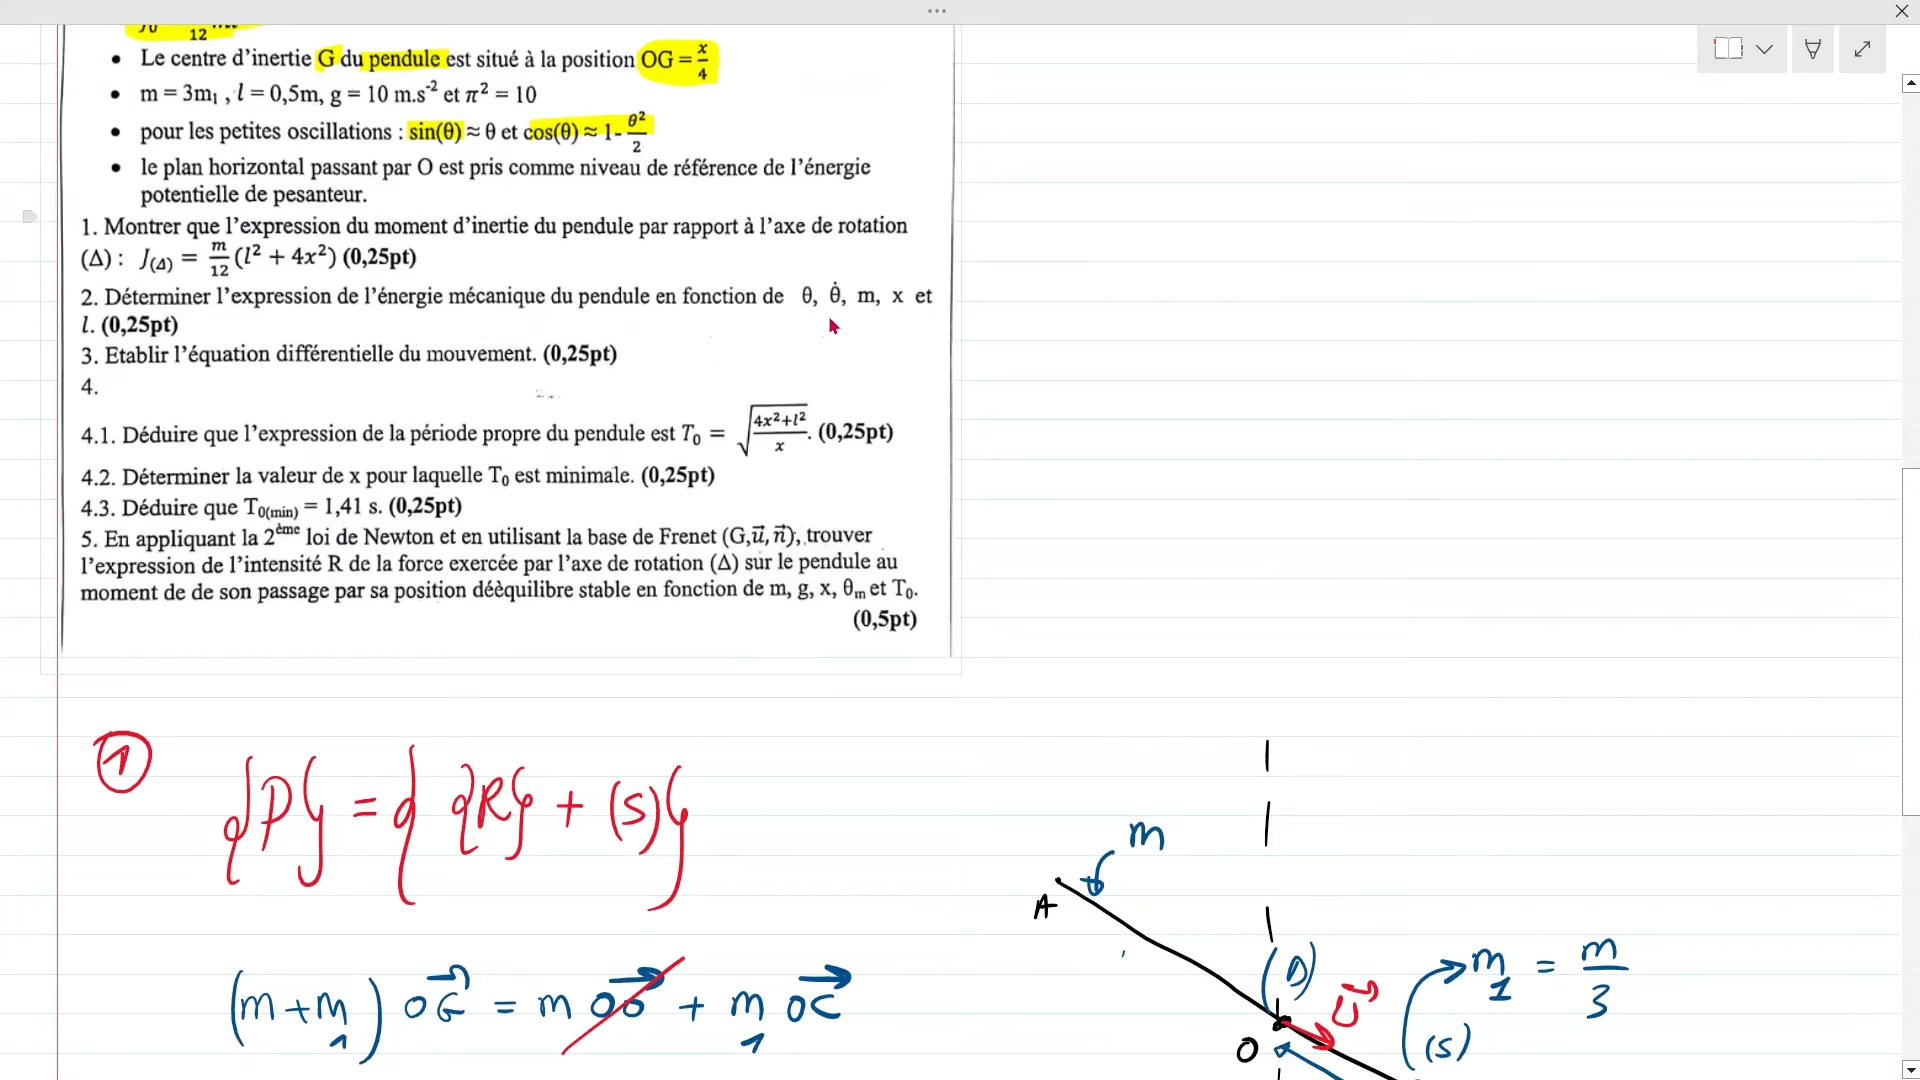 J0 12
• Le centre d’inertie G du pendule est situé à la position OG = x/4
• m = 3m₁ , l = 0,5m, g = 10 m.s⁻² et π² = 10
• pour les petites oscillations : sin(θ) ≈ θ et cos(θ) ≈ 1- θ²/2
• le plan horizontal passant par O est pris comme niveau de référence de l’énergie
potentielle de pesanteur.
1. Montrer que l’expression du moment d’inertie du pendule par rapport à l’axe de rotation
(Δ) : J(Δ) = m/12 (l² + 4x²) (0,25pt)
2. Déterminer l’expression de l’énergie mécanique du pendule en fonction de θ, θ̇, m, x et
l. (0,25pt)
3. Etablir l’équation différentielle du mouvement. (0,25pt)
4.
4.1. Déduire que l’expression de la période propre du pendule est T₀ = √((4x²+l²)/x). (0,25pt)
4.2. Déterminer la valeur de x pour laquelle T₀ est minimale. (0,25pt)
4.3. Déduire que T₀(min) = 1,41 s. (0,25pt)
5. En appliquant la 2ème loi de Newton et en utilisant la base de Frenet (G,u⃗, n⃗), trouver
l’expression de l’intensité R de la force exercée par l’axe de rotation (Δ) sur le pendule au
moment de de son passage par sa position déèquilibre stable en fonction de m, g, x, θm et T₀.
(0,5pt)
1
{P} = { {R} + (S) }
m
A
(Δ)
m₁ = m/3
U⃗
(m + m₁) OG⃗ = m OO⃗ + m₁ OC⃗
O
(S)